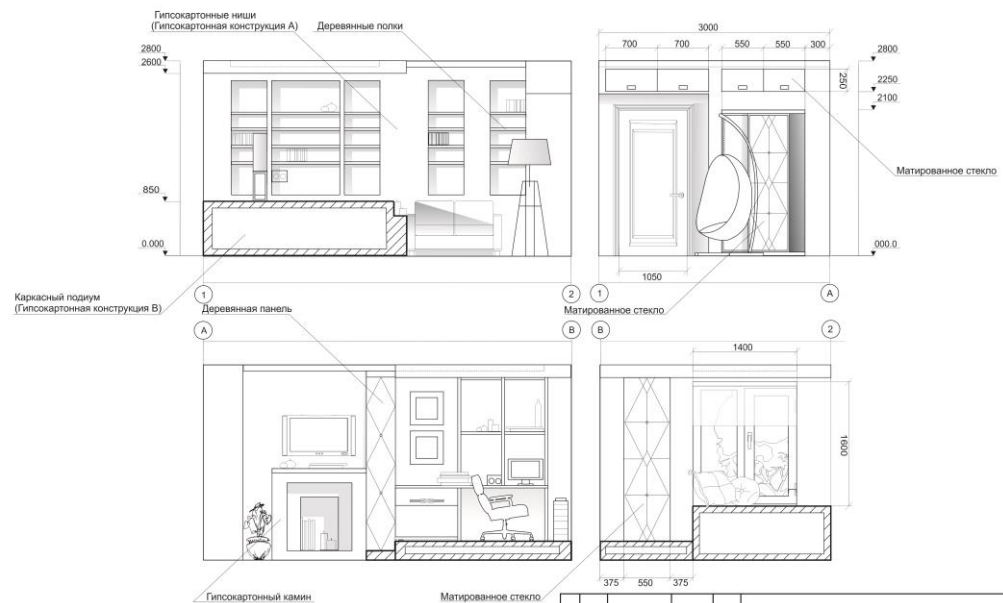 Гипсокартонные ниши
(Гипсокартонная конструкция А)
Деревянные полки
2800
2600
850
0.000
3000
700
700
550
550
300
250
2800
2250
2100
Матированное стекло
000.0
1050
Каркасный подиум
(Гипсокартонная конструкция В)
1
2
1
А
Деревянная панель
Матированное стекло
А
В
В
2
1400
1600
375
550
375
Гипсокартонный камин
Матированное стекло